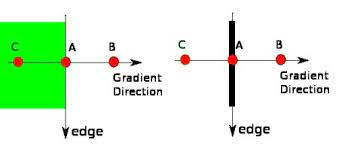 C A B
Gradient
Direction
edge
C A B
Gradient
Direction
edge